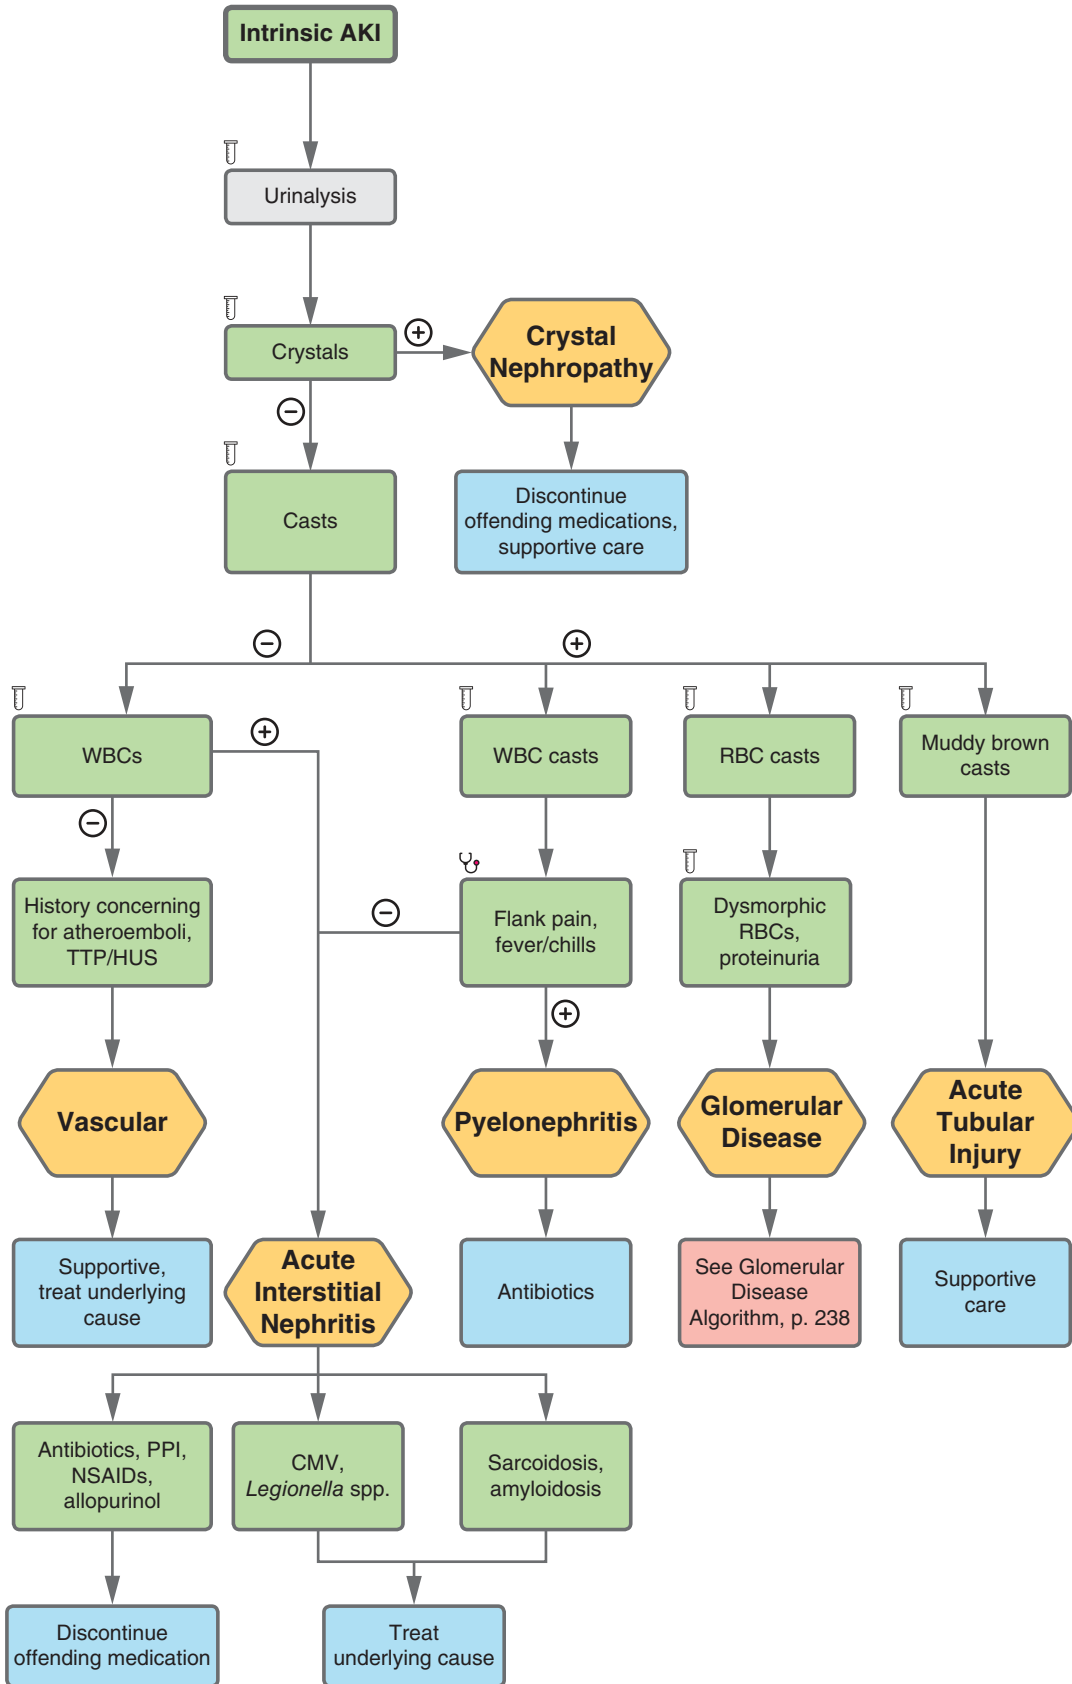 Intrinsic AKI
Urinalysis
Crystals
+
Crystal
Nephropathy
−
Casts
Discontinue
offending medications,
supportive care
−
+
WBCs
+
WBC casts
RBC casts
Muddy brown
casts
−
History concerning
for atheroemboli,
TTP/HUS
−
Flank pain,
fever/chills
Dysmorphic
RBCs,
proteinuria
+
Vascular
Pyelonephritis
Glomerular
Disease
Acute
Tubular
Injury
Supportive,
treat underlying
cause
Acute
Interstitial
Nephritis
Antibiotics
See Glomerular
Disease
Algorithm, p. 238
Supportive
care
Antibiotics, PPI,
NSAIDs,
allopurinol
CMV,
Legionella spp.
Sarcoidosis,
amyloidosis
Discontinue
offending medication
Treat
underlying cause